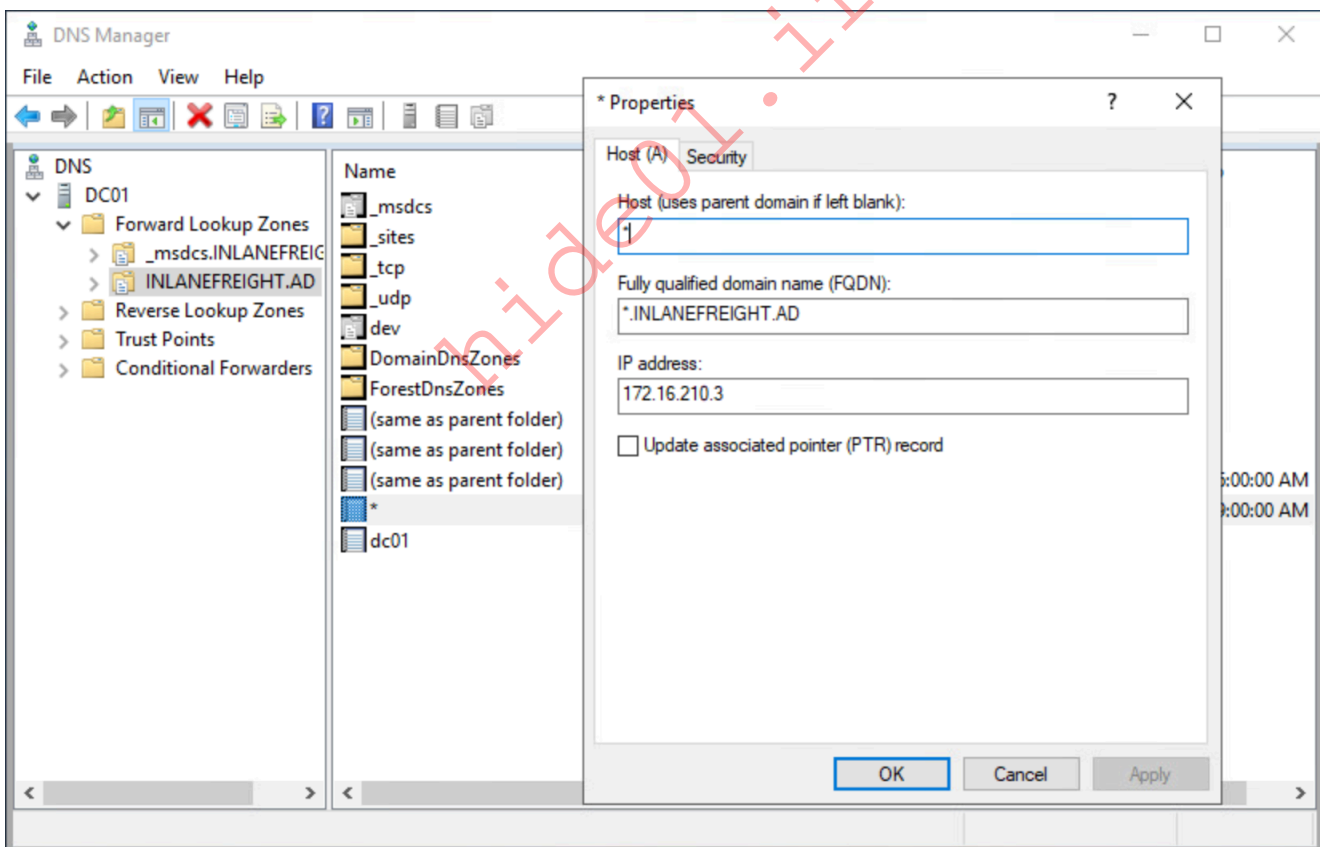 DNS Manager
File Action View Help
DNS
DC01
Forward Lookup Zones
_msdcs.INLANEFREIG
INLANEFREIGHT.AD
Reverse Lookup Zones
Trust Points
Conditional Forwarders
Name
_msdcs
_sites
_tcp
_udp
dev
DomainDnsZones
ForestDnsZones
(same as parent folder)
(same as parent folder)
(same as parent folder)
*
dc01
:00:00 AM
:00:00 AM
* Properties
Host (A) Security
Host (uses parent domain if left blank):
*
Fully qualified domain name (FQDN):
*.INLANEFREIGHT.AD
IP address:
172.16.210.3
Update associated pointer (PTR) record
OK Cancel Apply